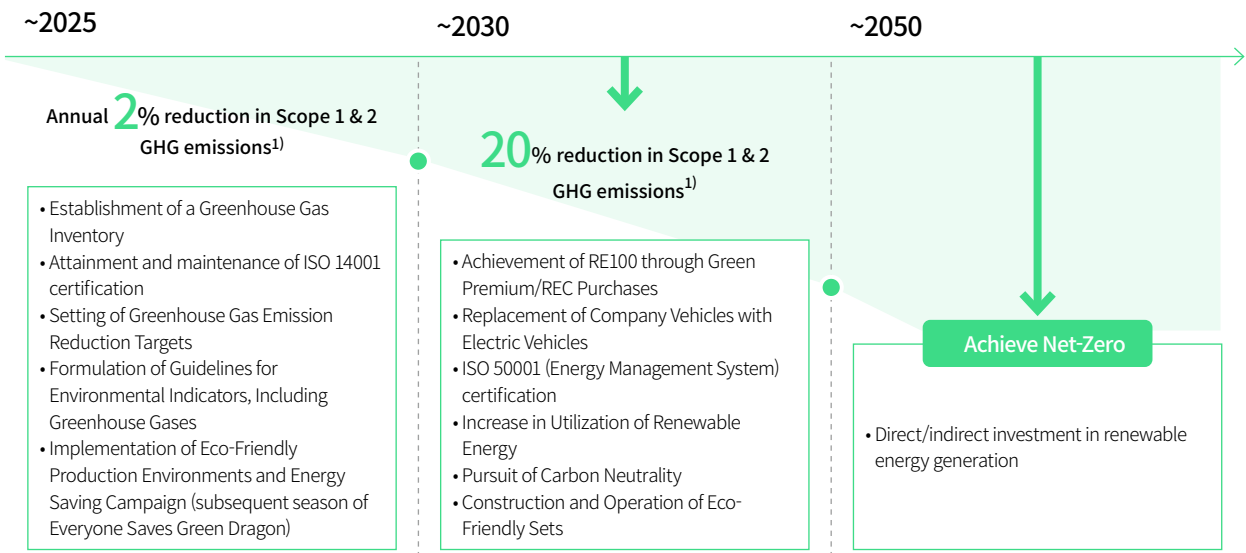 ~2025
Annual 2% reduction in Scope 1 & 2
GHG emissions1)
• Establishment of a Greenhouse Gas
Inventory
• Attainment and maintenance of ISO 14001
certification
• Setting of Greenhouse Gas Emission
Reduction Targets
• Formulation of Guidelines for
Environmental Indicators, Including
Greenhouse Gases
• Implementation of Eco-Friendly
Production Environments and Energy
Saving Campaign (subsequent season of
Everyone Saves Green Dragon)
~2030
20% reduction in Scope 1 & 2
GHG emissions1)
• Achievement of RE100 through Green
Premium/REC Purchases
• Replacement of Company Vehicles with
Electric Vehicles
• ISO 50001 (Energy Management System)
certification
• Increase in Utilization of Renewable
Energy
• Pursuit of Carbon Neutrality
• Construction and Operation of Eco-
Friendly Sets
~2050
Achieve Net-Zero
• Direct/indirect investment in renewable
energy generation